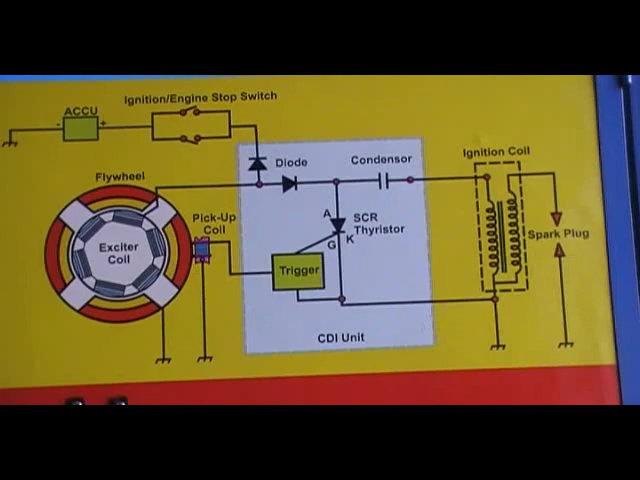 Ignition/Engine Stop Switch
ACCU
- +
Diode
Condensor
Ignition Coil
Flywheel
Pick-Up
Coil
A
SCR
Thyristor
G K
Spark Plug
Exciter
Coil
Trigger
CDI Unit